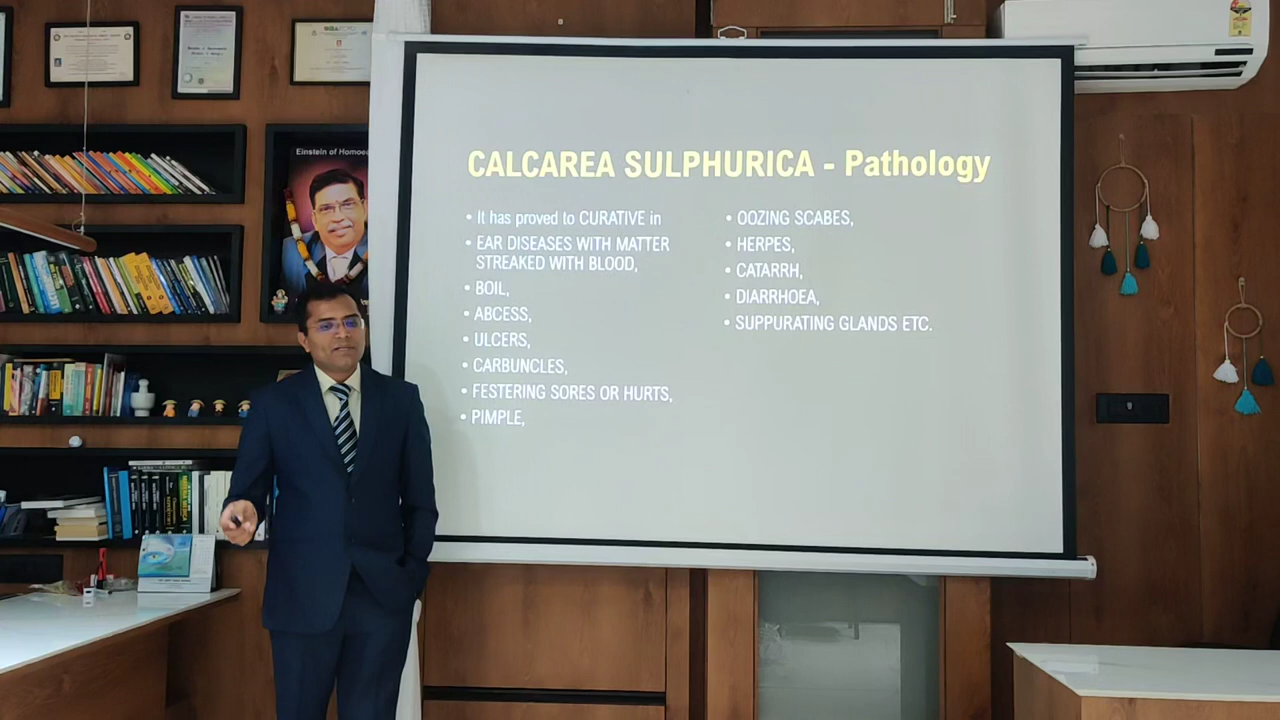 Einstein of Homoeo
CALCAREA SULPHURICA - Pathology
• It has proved to CURATIVE in
• EAR DISEASES WITH MATTER
STREAKED WITH BLOOD,
• BOIL,
• ABCESS,
• ULCERS,
• CARBUNCLES,
• FESTERING SORES OR HURTS,
• PIMPLE,
• OOZING SCABES,
• HERPES,
• CATARRH,
• DIARRHOEA,
• SUPPURATING GLANDS ETC.